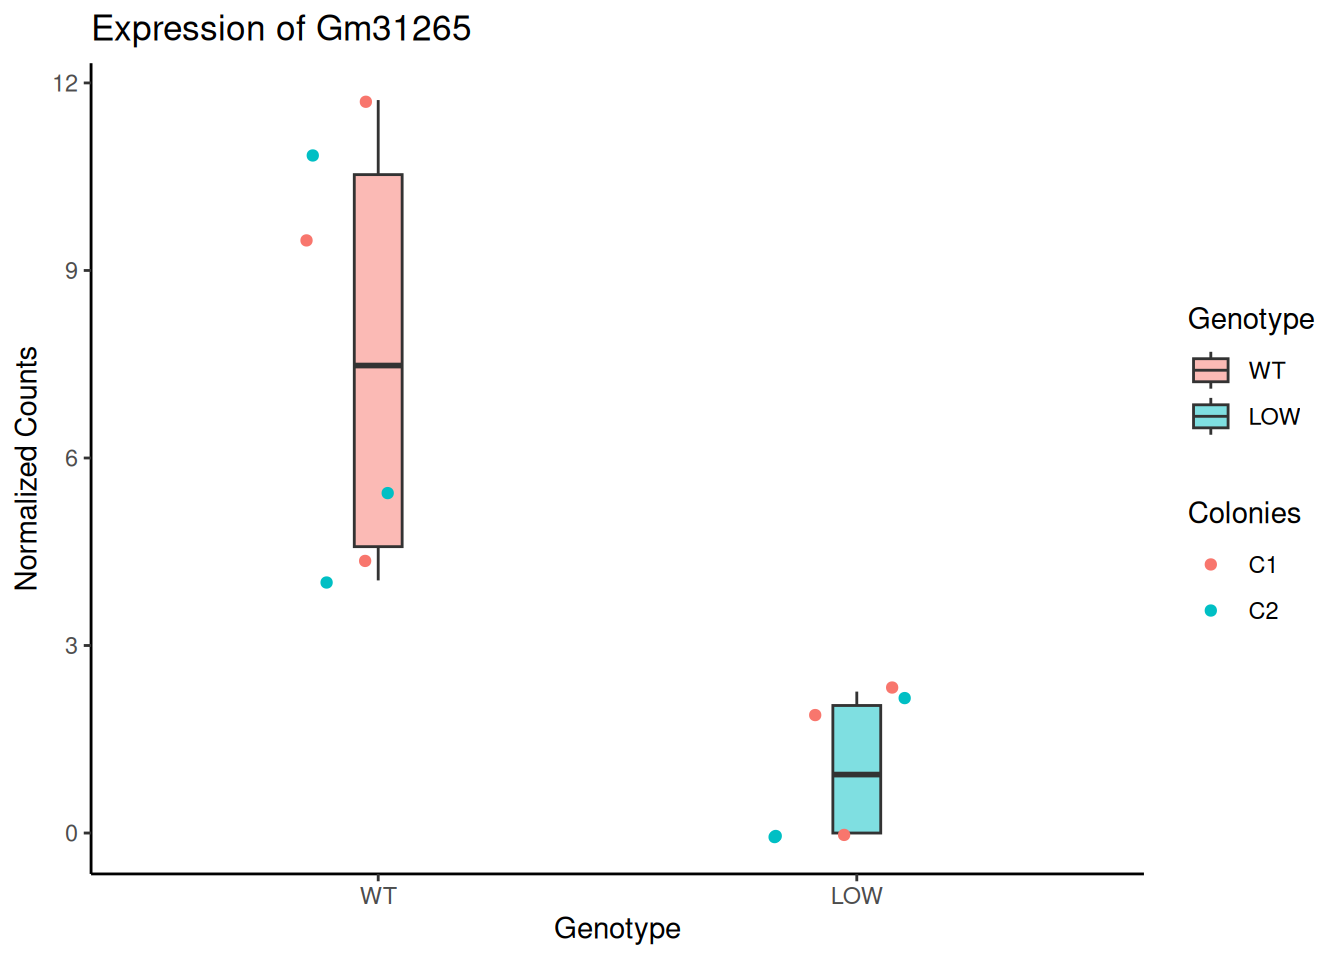 Expression of Gm31265
12
9
6
3
0
Normalized Counts
WT
LOW
Genotype
Genotype
WT
LOW
Colonies
C1
C2